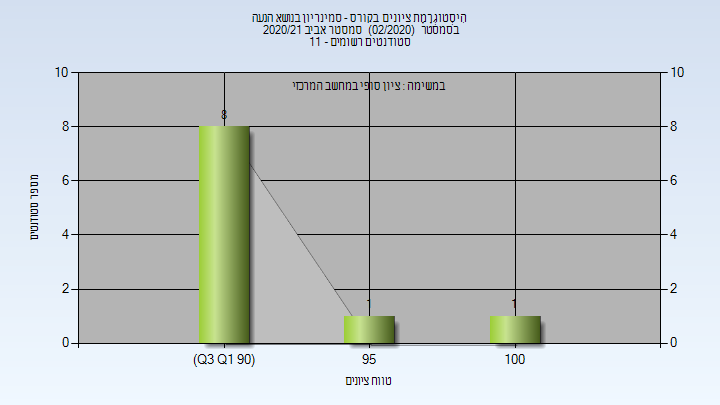 היסטוגרמת ציונים בקורס - סמינריון בנושא הנעה
בסמסטר (02/2020) סמסטר אביב 2020/21
סטודנטים רשומים - 11
במשימה : ציון סופי במחשב המרכזי
10 10
8 8 8
6 6
4 4
2 2
1 1
0 0
(Q3 Q1 90) 95 100
מספר סטודנטים
טווח ציונים